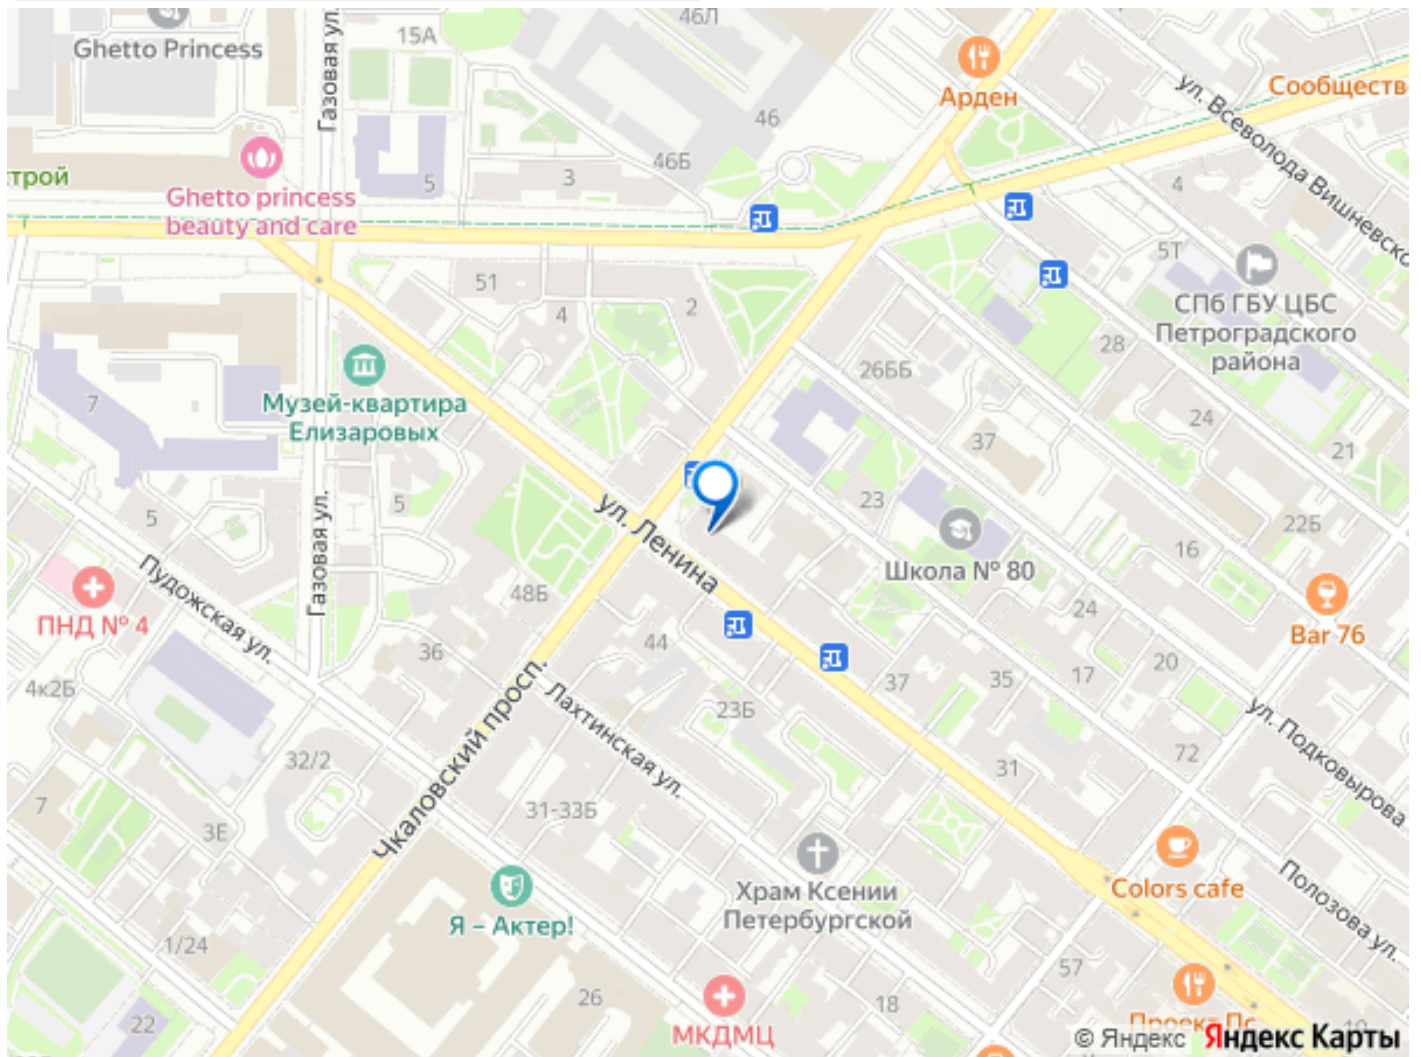 46Л
Ghetto Princess
15А
Газовая ул.
Арден
Сообществ
ул. Всеволода Вишневско
46
46Б
трой
5
3
4
Ghetto princess
beauty and care
5Т
51
2
4
СПб ГБУ ЦБС
Петроградского
района
28
26ББ
7
Музей-квартира
Елизаровых
24
37
21
5
5
ул. Ленина
23
22Б
16
Газовая ул.
Пудожская ул.
Школа № 80
ПНД № 4
48Б
24
Bar 76
36
44
20
17
4к2Б
37
35
Лахтинская ул.
23Б
ул. Подковырова
32/2
72
31
7
3Е
31-33Б
Чкаловский просп.
Храм Ксении
Петербургской
Colors cafe
Полозова ул.
Я – Актер!
1/24
57
26
18
22
МКДМЦ
Проект Пс
10
© Яндекс Яндекс Карты